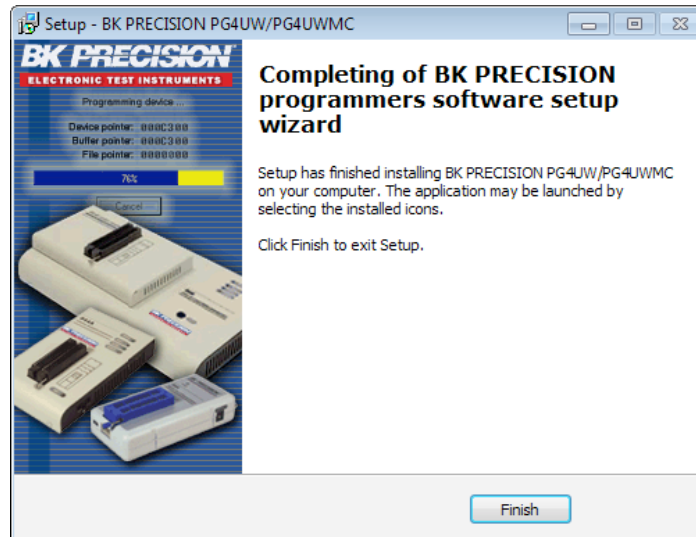 Setup - BK PRECISION PG4UW/PG4UWMC
BK PRECISION
ELECTRONIC TEST INSTRUMENTS
Programming device ...
Device pointer: 000C300
Buffer pointer: 000C300
File pointer: 0000000
76%
Cancel
Completing of BK PRECISION
programmers software setup
wizard
Setup has finished installing BK PRECISION PG4UW/PG4UWMC
on your computer. The application may be launched by
selecting the installed icons.
Click Finish to exit Setup.
Finish